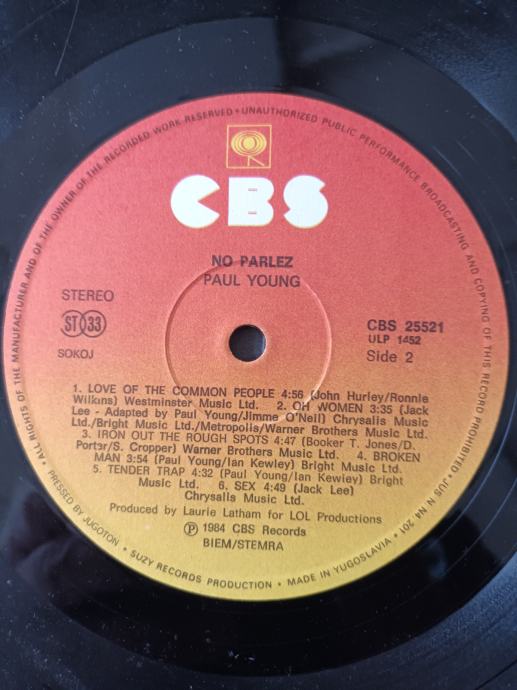 ALL RIGHTS OF THE MANUFACTURER AND OF THE OWNER OF THE RECORDED WORK RESERVED • UNAUTHORIZED PUBLIC PERFORMANCE BROADCASTING AND COPYING OF THIS RECORD PROHIBITED • JUS N N4 201
CBS
NO PARLEZ
PAUL YOUNG
STEREO
ST 33
SOKOJ
CBS 25521
ULP 1452
Side 2
1. LOVE OF THE COMMON PEOPLE 4:56 (John Hurley/Ronnie
Wilkins) Westminster Music Ltd. 2. OH WOMEN 3:35 (Jack
Lee - Adapted by Paul Young/Jimme O'Neil) Chrysalis Music
Ltd./Bright Music Ltd./Metropolis/Warner Brothers Music Ltd.
3. IRON OUT THE ROUGH SPOTS 4:47 (Booker T. Jones/D.
Porter/S. Cropper) Warner Brothers Music Ltd. 4. BROKEN
MAN 3:54 (Paul Young/Ian Kewley) Bright Music Ltd.
5. TENDER TRAP 4:32 (Paul Young/Ian Kewley) Bright
Music Ltd. 6. SEX 4:49 (Jack Lee)
Chrysalis Music Ltd.
Produced by Laurie Latham for LOL Productions
Ⓟ 1984 CBS Records
BIEM/STEMRA
• PRESSED BY JUGOTON • SUZY RECORDS PRODUCTION • MADE IN YUGOSLAVIA •